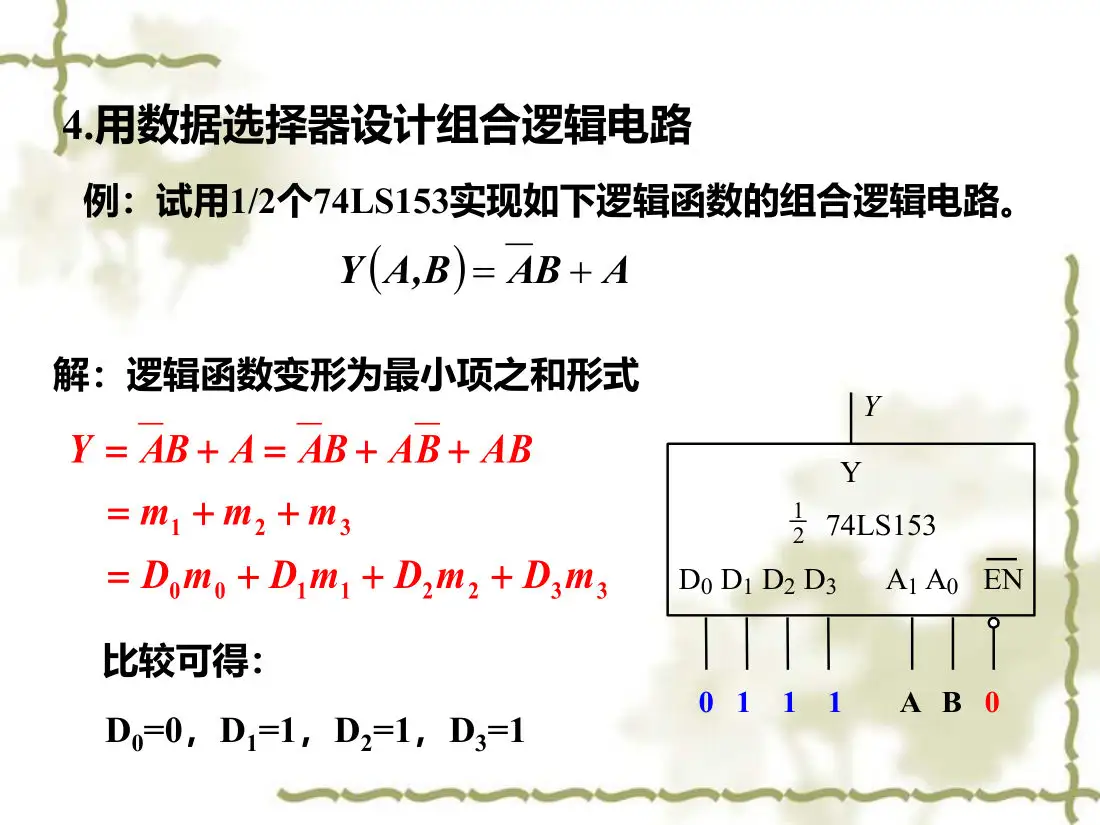 4.用数据选择器设计组合逻辑电路
例：试用1/2个74LS153实现如下逻辑函数的组合逻辑电路。
Y(A,B)= A̅B + A
解：逻辑函数变形为最小项之和形式
Y = A̅B + A = A̅B + AB̅ + AB
= m₁ + m₂ + m₃
= D₀m₀ + D₁m₁ + D₂m₂ + D₃m₃
比较可得：
D₀=0，D₁=1，D₂=1，D₃=1
Y
Y
1/2 74LS153
D₀ D₁ D₂ D₃ A₁ A₀ E̅N̅
0 1 1 1 A B 0